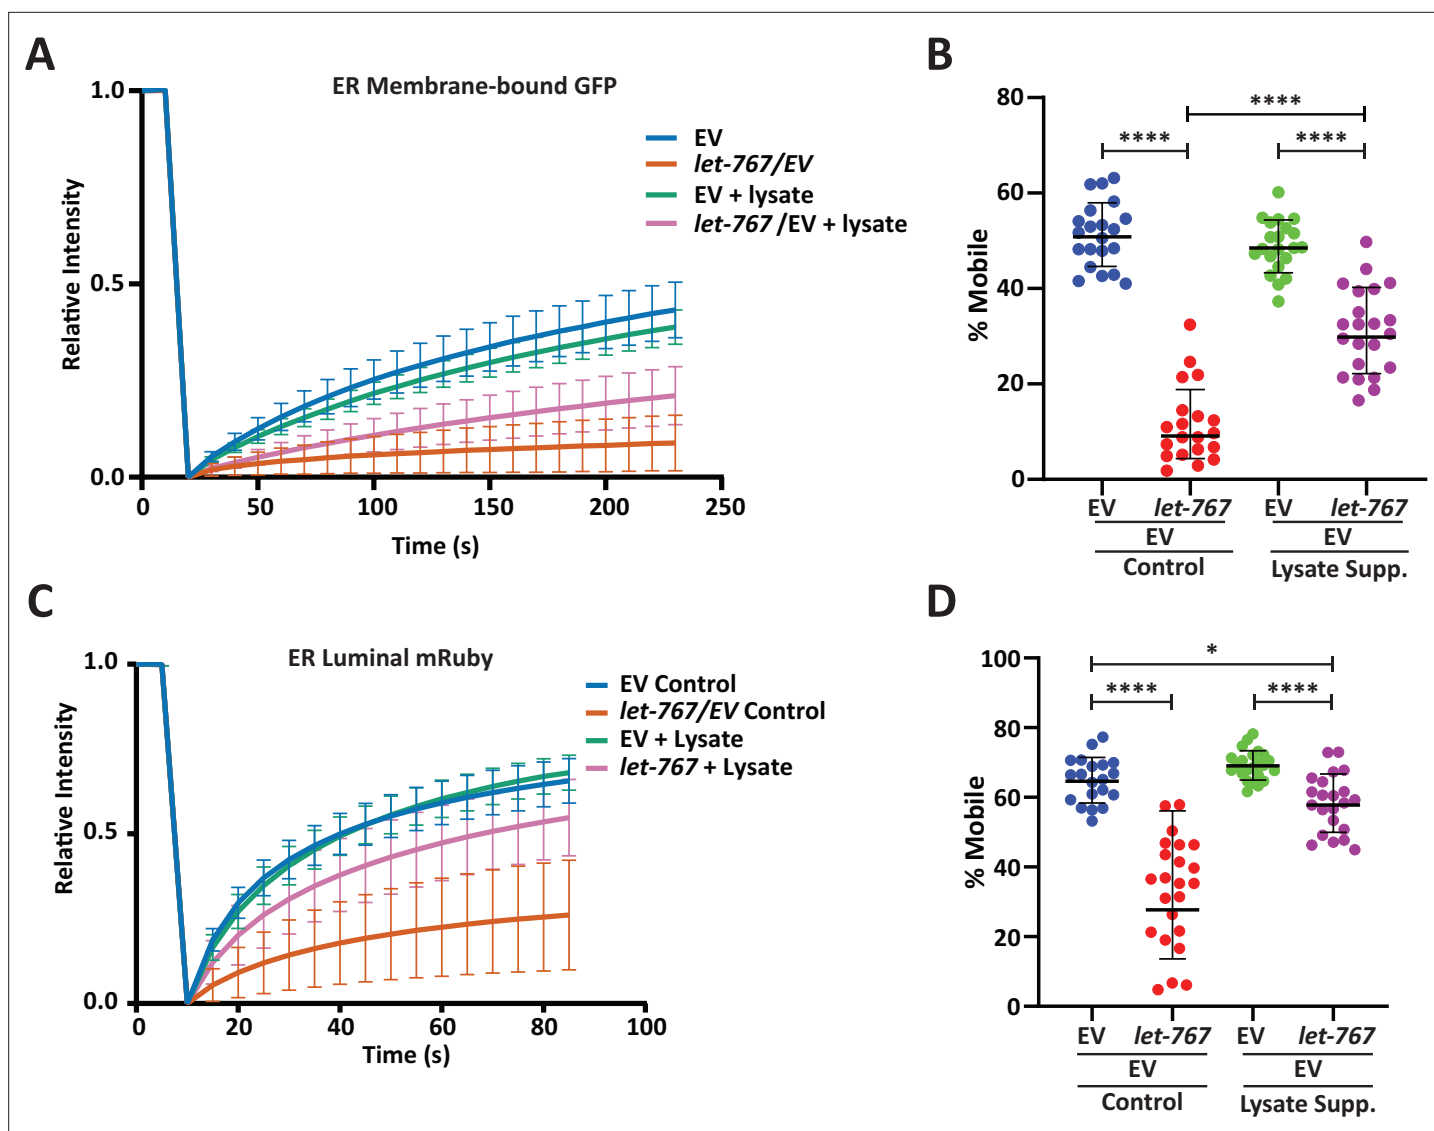 A
ER Membrane-bound GFP
1.0
0.5
0.0
Relative Intensity
0 50 100 150 200 250
Time (s)
EV
let-767/EV
EV + lysate
let-767 /EV + lysate
B
80
60
40
20
0
% Mobile
**** **** ****
EV let-767 EV let-767
EV EV
Control Lysate Supp.
C
ER Luminal mRuby
1.0
0.5
0.0
Relative Intensity
0 20 40 60 80 100
Time (s)
EV Control
let-767/EV Control
EV + Lysate
let-767 + Lysate
D
100
80
60
40
20
0
% Mobile
*
**** ****
EV let-767 EV let-767
EV EV
Control Lysate Supp.